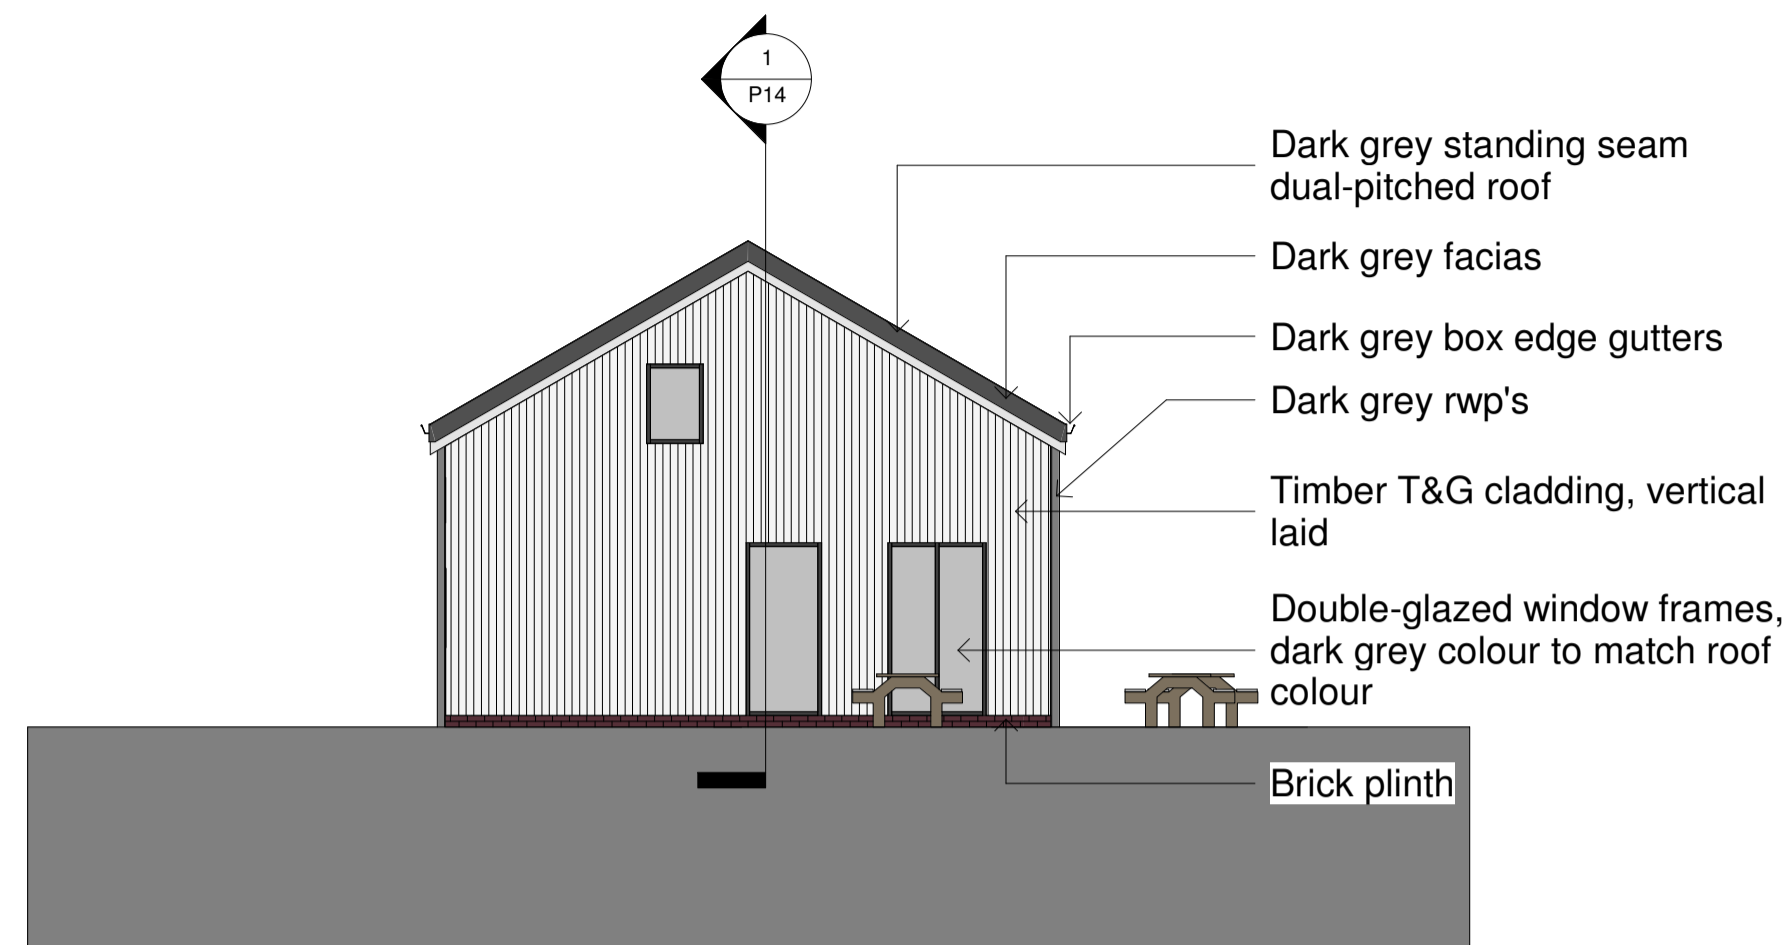 1
P14
Dark grey standing seam
dual-pitched roof
Dark grey facias
Dark grey box edge gutters
Dark grey rwp's
Timber T&G cladding, vertical
laid
Double-glazed window frames,
dark grey colour to match roof
colour
Brick plinth